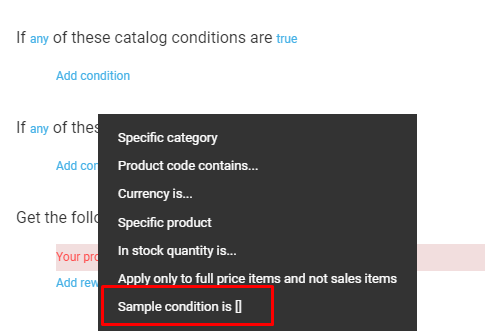 If any of these catalog conditions are true
Add condition
If any of thes
Specific category
Product code contains...
Add con
Currency is...
Get the follo
Specific product
Your pro
In stock quantity is...
Add rew
Apply only to full price items and not sales items
Sample condition is []